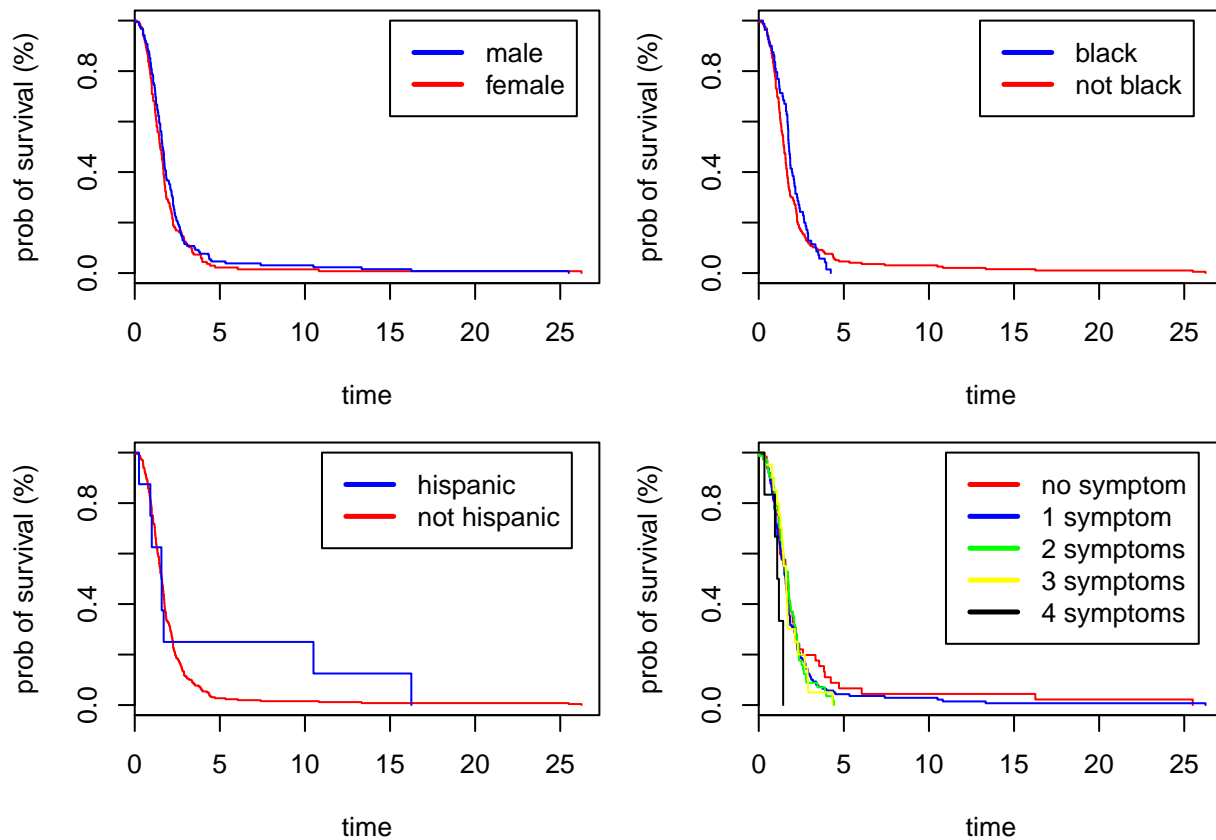 prob of survival (%)
0.0
0.4
0.8
male
female
0 5 10 15 20 25
time
prob of survival (%)
0.0
0.4
0.8
black
not black
0 5 10 15 20 25
time
prob of survival (%)
0.0
0.4
0.8
hispanic
not hispanic
0 5 10 15 20 25
time
prob of survival (%)
0.0
0.4
0.8
no symptom
1 symptom
2 symptoms
3 symptoms
4 symptoms
0 5 10 15 20 25
time